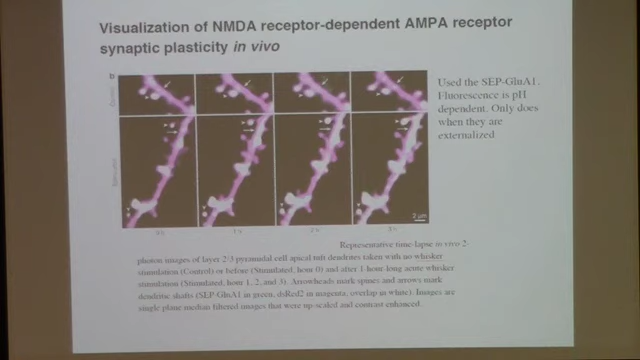 Visualization of NMDA receptor-dependent AMPA receptor
synaptic plasticity in vivo
b
Used the SEP-GluA1.
Fluorescence is pH
dependent. Only does
when they are
externalized
2 μm
Representative time-lapse in vivo 2-
photon images of layer 2/3 pyramidal cell apical tuft dendrites taken with no whisker
stimulation (Control) or before (Stimulated, hour 0) and after 1-hour-long acute whisker
stimulation (Stimulated, hour 1, 2, and 3). Arrowheads mark spines and arrows mark
dendritic shafts (SEP-GluA1 in green, dsRed2 in magenta, overlap in white). Images are
single plane median filtered images that were up-scaled and contrast enhanced.